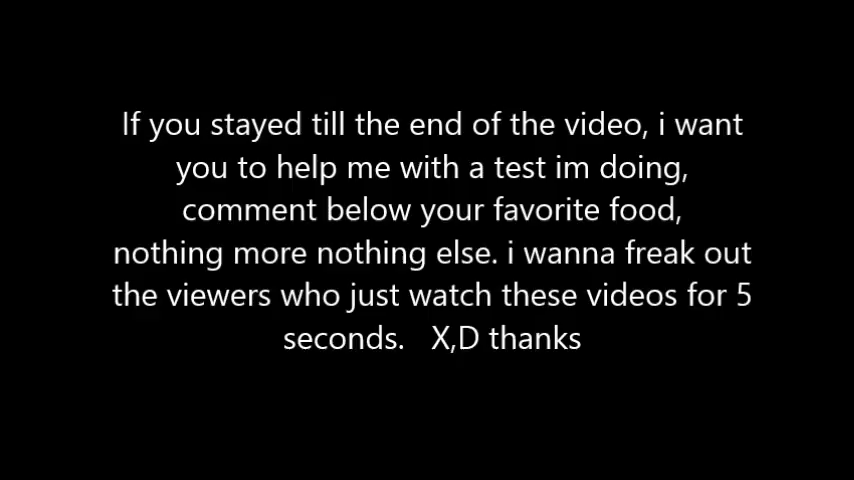 If you stayed till the end of the video, i want
you to help me with a test im doing,
comment below your favorite food,
nothing more nothing else. i wanna freak out
the viewers who just watch these videos for 5
seconds.   X,D thanks